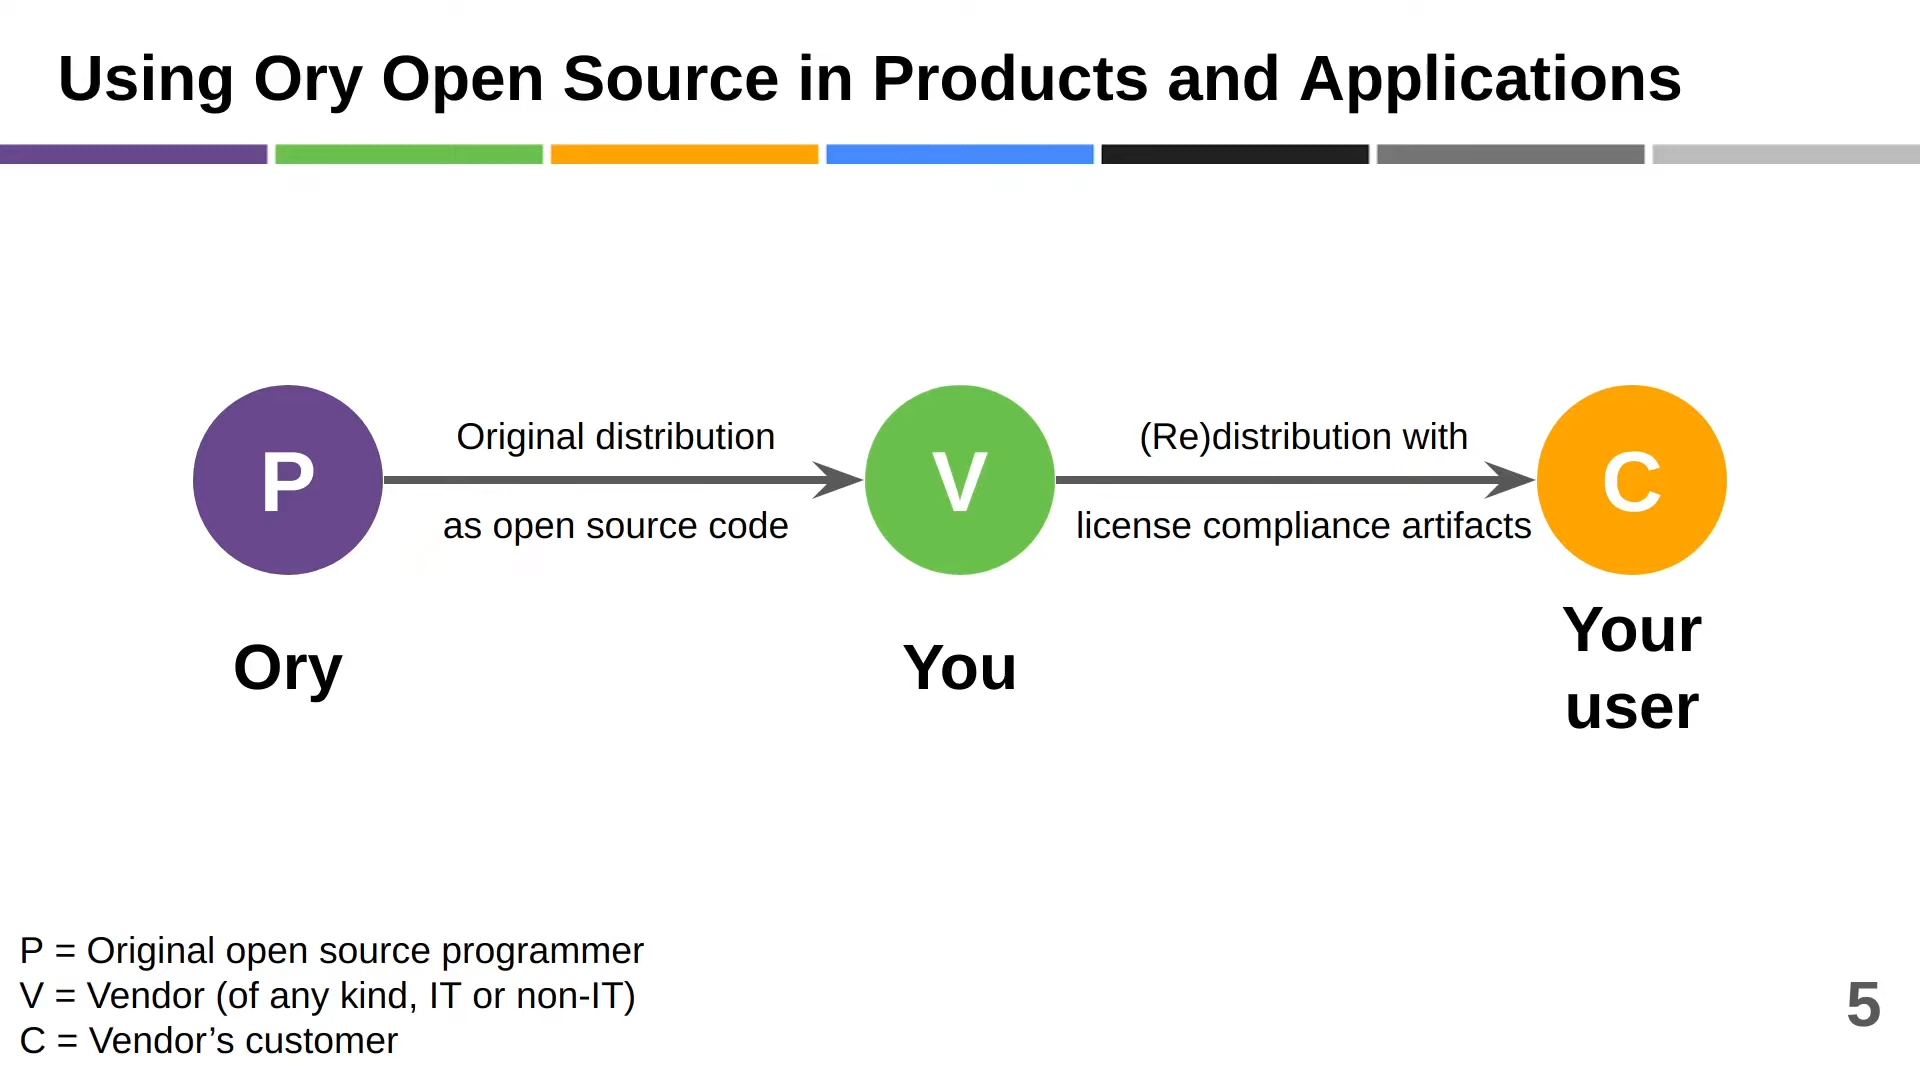 Using Ory Open Source in Products and Applications
P
Original distribution
as open source code
V
(Re)distribution with
license compliance artifacts
C
Ory
You
Your
user
P = Original open source programmer
V = Vendor (of any kind, IT or non-IT)
C = Vendor’s customer
5